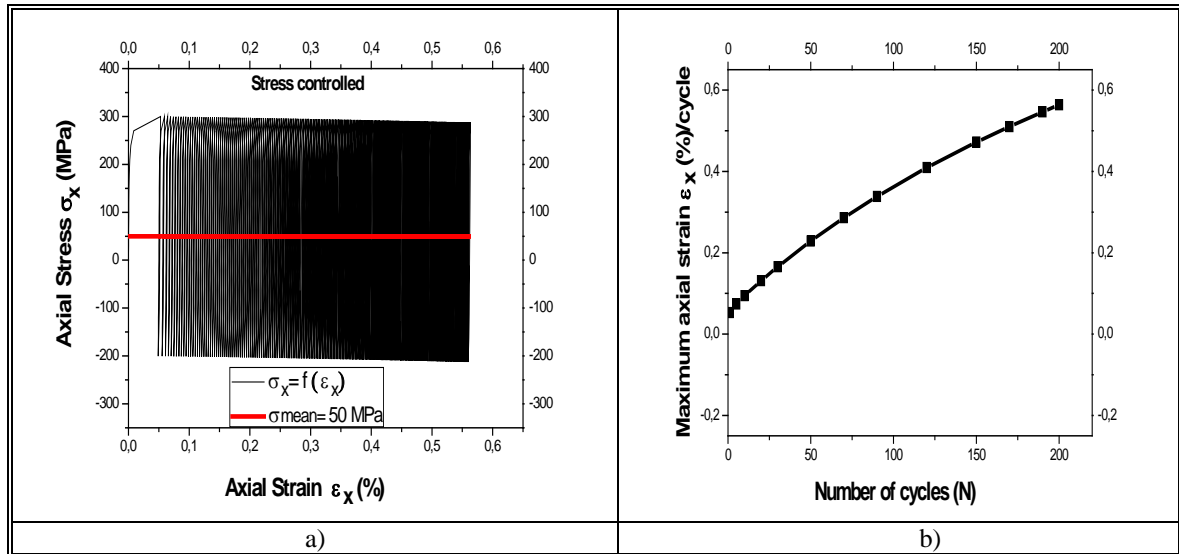 0,0 0,1 0,2 0,3 0,4 0,5 0,6
400 400
Stress controlled
300 300
200 200
100 100
0 0
-100 -100
-200 -200
-300 -300
Axial Stress σx (MPa)
σx=f (εx)
σmean= 50 MPa
0,0 0,1 0,2 0,3 0,4 0,5 0,6
Axial Strain εx (%)
a)
0 50 100 150 200
0,6 0,6
0,4 0,4
0,2 0,2
0,0 0,0
-0,2 -0,2
Maximum axial strain εx (%)/cycle
0 50 100 150 200
Number of cycles (N)
b)